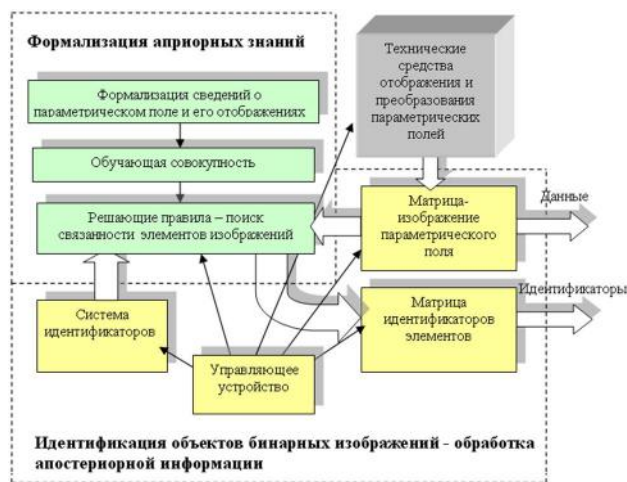 Формализация априорных знаний
Технические
средства
отображения и
преобразования
параметрических
полей
Формализация сведений о
параметрическом поле и его отображениях
Обучающая совокупность
Решающие правила – поиск
связанности элементов изображений
Матрица-
изображение
параметрического
поля
Данные
Система
идентификаторов
Матрица
идентификаторов
элементов
Идентификаторы
Управляющее
устройство
Идентификация объектов бинарных изображений - обработка
апостериорной информации